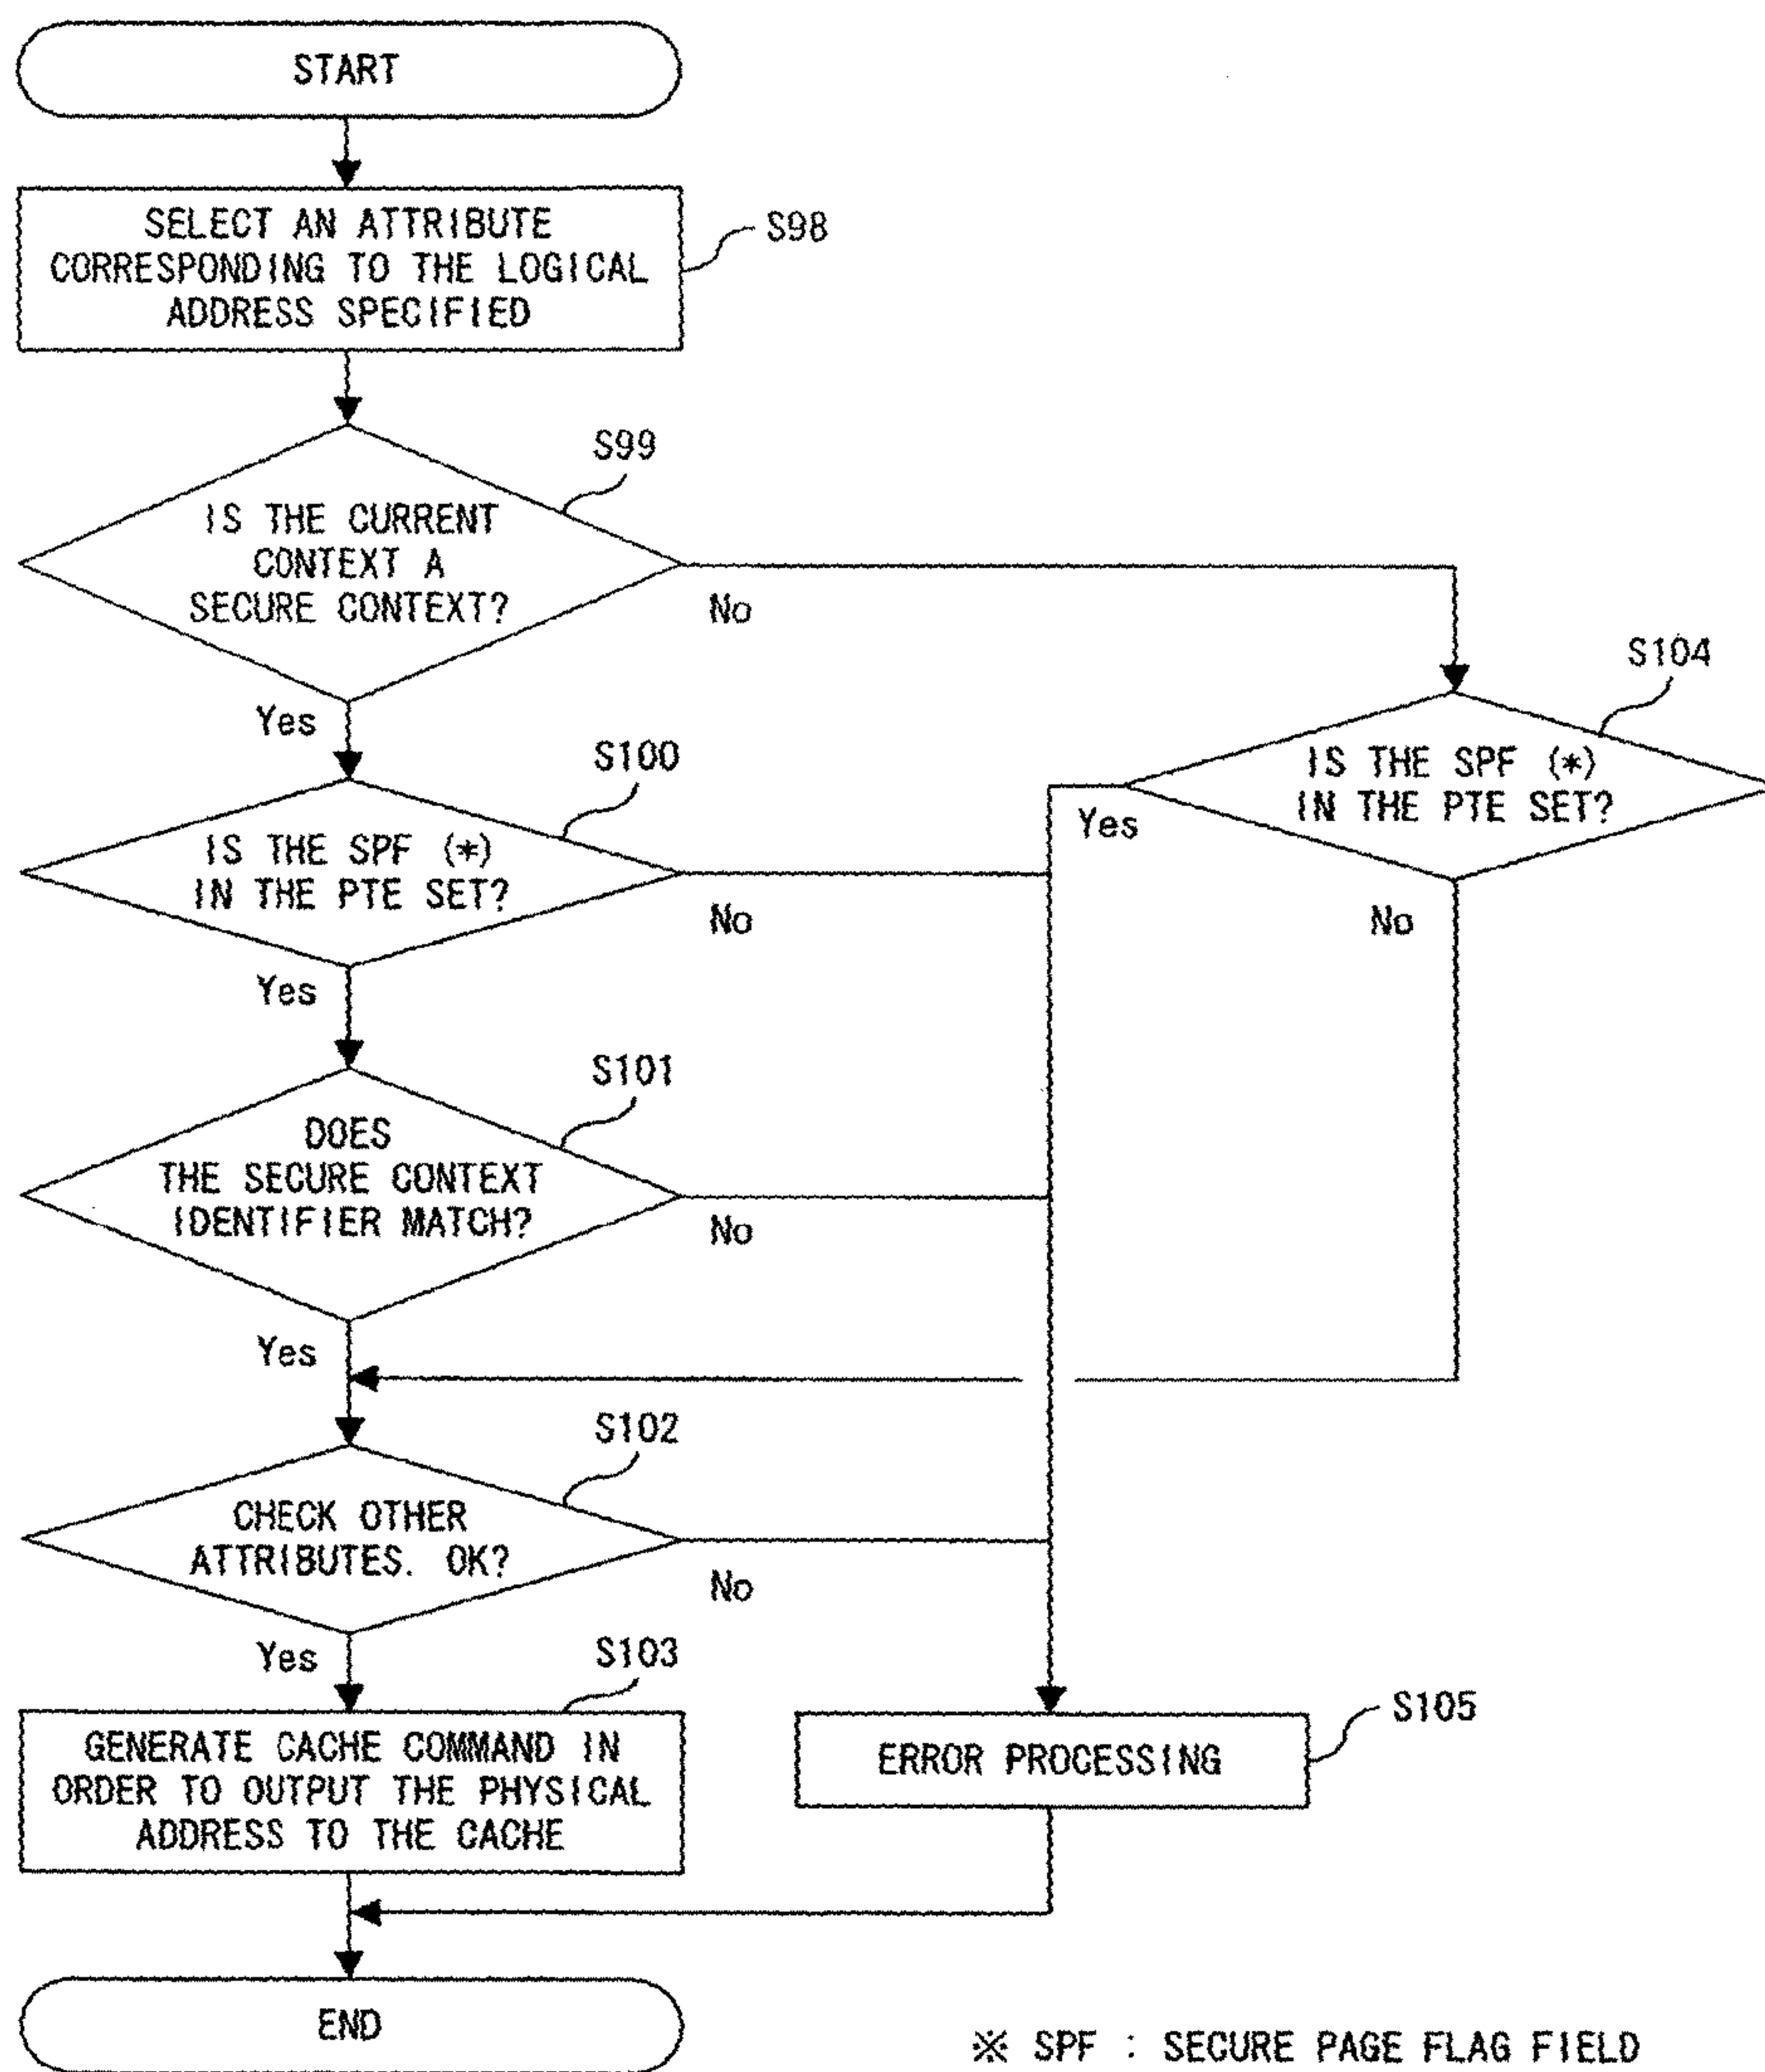 START
SELECT AN ATTRIBUTE
CORRESPONDING TO THE LOGICAL
ADDRESS SPECIFIED
S98
S99
IS THE CURRENT
CONTEXT A
SECURE CONTEXT?
No
Yes
S104
IS THE SPF (*)
IN THE PTE SET?
Yes
No
S100
IS THE SPF (*)
IN THE PTE SET?
No
Yes
S101
DOES
THE SECURE CONTEXT
IDENTIFIER MATCH?
No
Yes
S102
CHECK OTHER
ATTRIBUTES. OK?
No
Yes
S103
GENERATE CACHE COMMAND IN
ORDER TO OUTPUT THE PHYSICAL
ADDRESS TO THE CACHE
S105
ERROR PROCESSING
END
※ SPF : SECURE PAGE FLAG FIELD